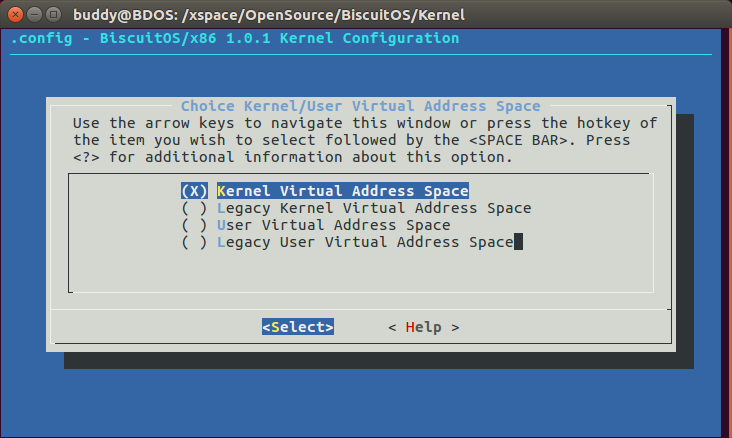 buddy@BDOS: /xspace/OpenSource/BiscuitOS/Kernel
.config - BiscuitOS/x86 1.0.1 Kernel Configuration
Choice Kernel/User Virtual Address Space
Use the arrow keys to navigate this window or press the hotkey of
the item you wish to select followed by the <SPACE BAR>. Press
<?> for additional information about this option.
(X) Kernel Virtual Address Space
( ) Legacy Kernel Virtual Address Space
( ) User Virtual Address Space
( ) Legacy User Virtual Address Space
<Select> < Help >